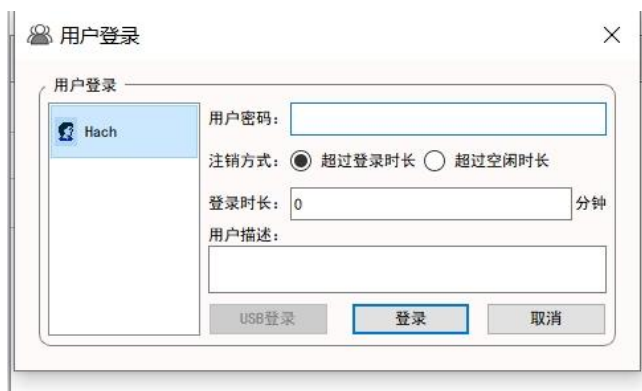 用户登录
用户登录
Hach
用户密码：
注销方式： 超过登录时长 超过空闲时长
登录时长： 0 分钟
用户描述：
USB登录 登录 取消